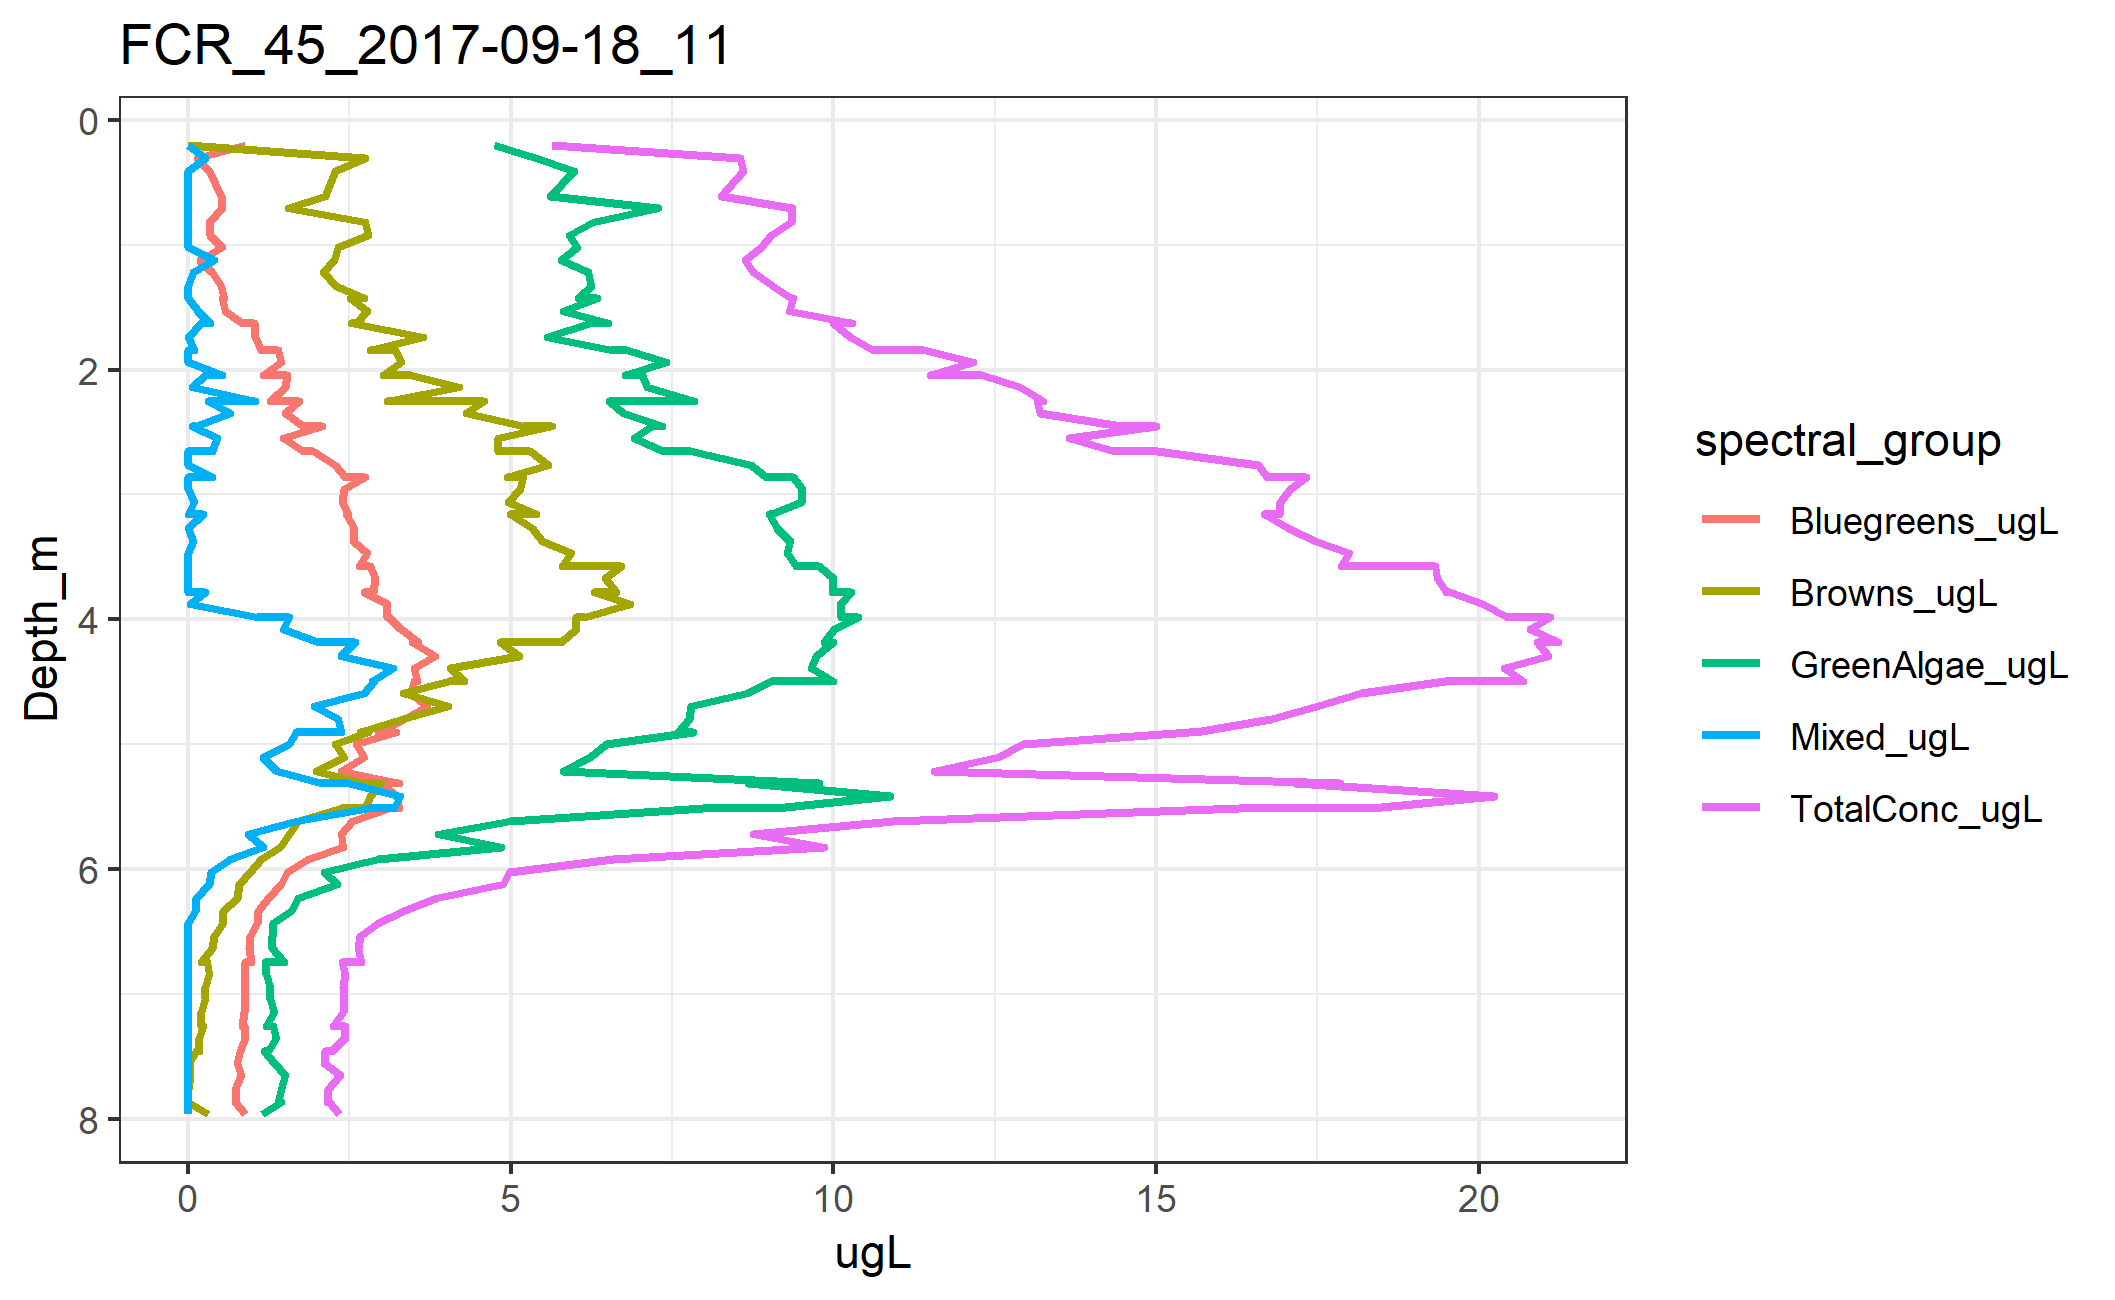 FCR_45_2017-09-18_11
0
2
4
6
8
Depth_m
0 5 10 15 20
ugL
spectral_group
Bluegreens_ugL
Browns_ugL
GreenAlgae_ugL
Mixed_ugL
TotalConc_ugL